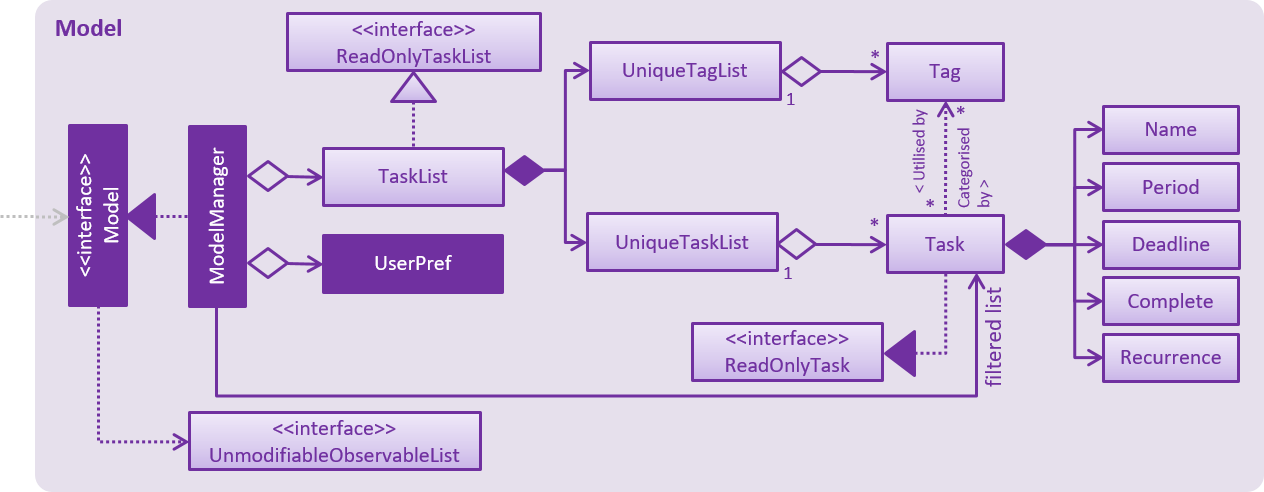 Model
<<interface>>
ReadOnlyTaskList
UniqueTagList
1
*
Tag
<<interface>>
Model
ModelManager
TaskList
UserPref
< Utilised by
Categorised
by >
*
*
UniqueTaskList
1
*
Task
Name
Period
Deadline
Complete
Recurrence
<<interface>>
ReadOnlyTask
filtered list
<<interface>>
UnmodifiableObservableList